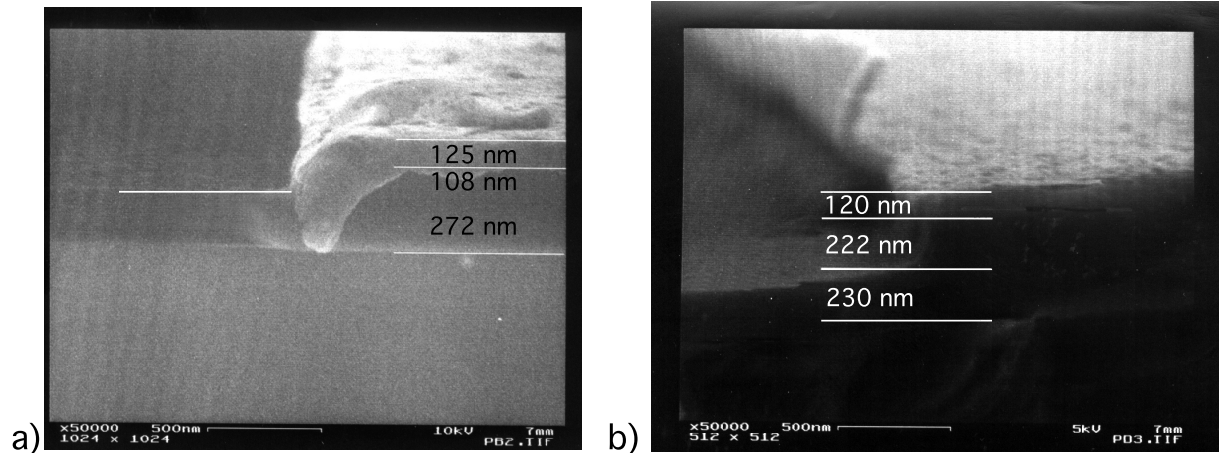 125 nm
108 nm
272 nm
x50000 500nm 10kV 7mm
1024 x 1024 PB2.TIF
a)
120 nm
222 nm
230 nm
x50000 500nm 5kV 7mm
512 x 512 PD3.TIF
b)